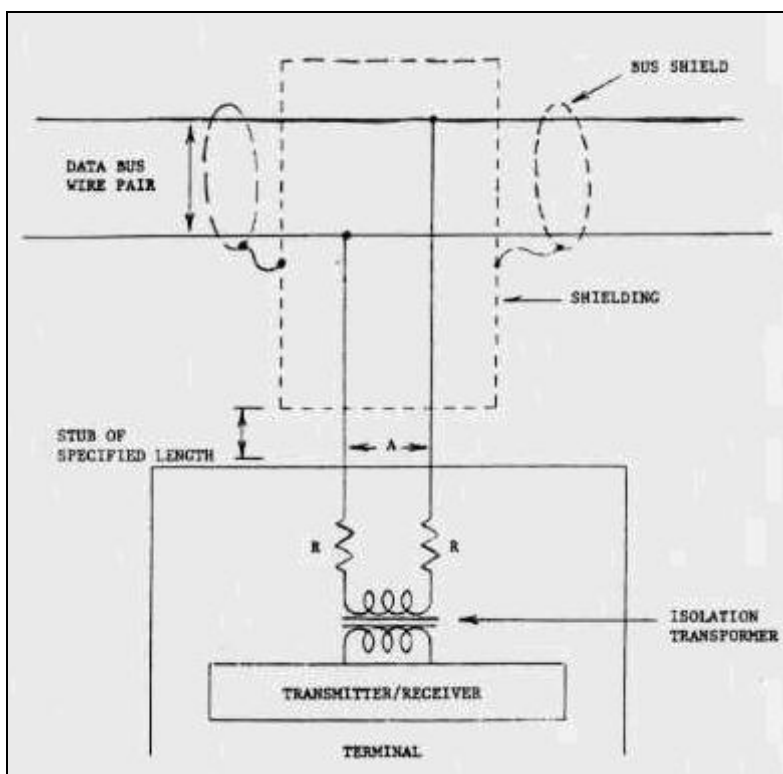 BUS SHIELD
DATA BUS
WIRE PAIR
SHIELDING
STUB OF
SPECIFIED LENGTH
A
R
R
ISOLATION
TRANSFORMER
TRANSMITTER/RECEIVER
TERMINAL